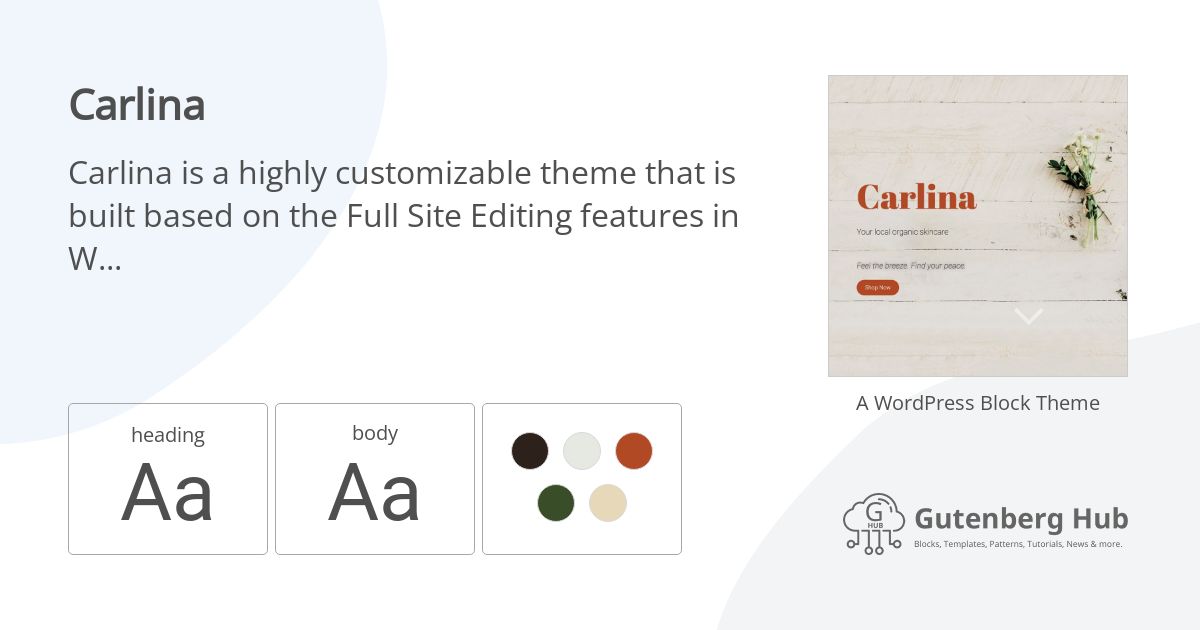 Carlina
Carlina is a highly customizable theme that is
built based on the Full Site Editing features in
W...
heading
Aa
body
Aa
Carlina
Your local organic skincare
Feel the breeze. Find your peace.
Shop Now
A WordPress Block Theme
G
HUB
Gutenberg Hub
Blocks, Templates, Patterns, Tutorials, News & more.